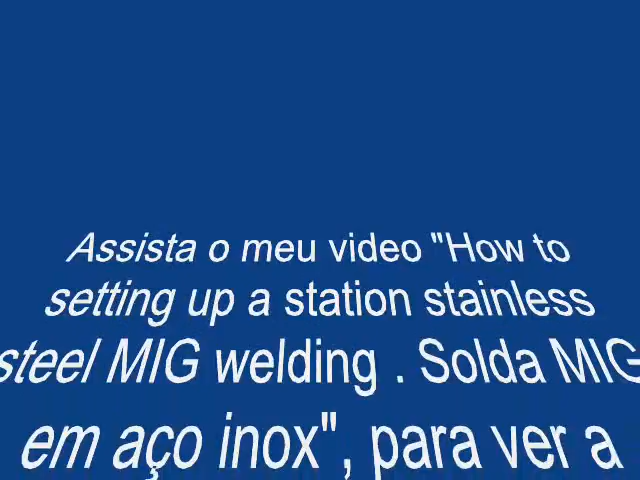 Assista o meu video "How to
setting up a station stainless
steel MIG welding . Solda MIG
em aço inox", para ver a